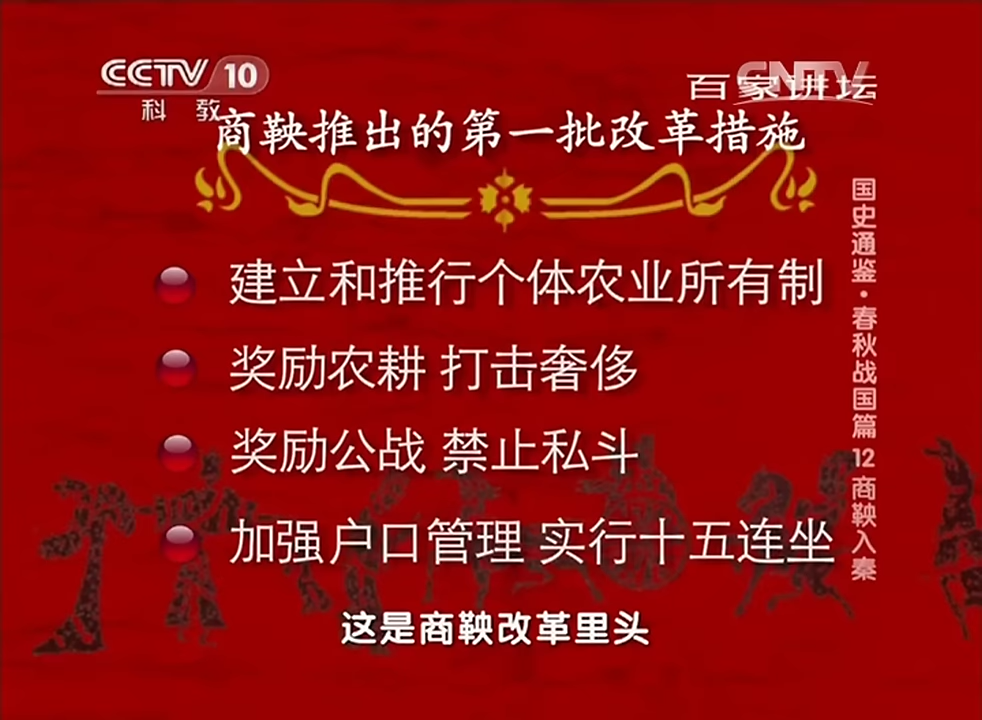 CCTV 10
科教
CNTV
百家讲坛
商鞅推出的第一批改革措施
建立和推行个体农业所有制
奖励农耕 打击奢侈
奖励公战 禁止私斗
加强户口管理 实行十五连坐
国史通鉴·春秋战国篇 12 商鞅入秦
这是商鞅改革里头